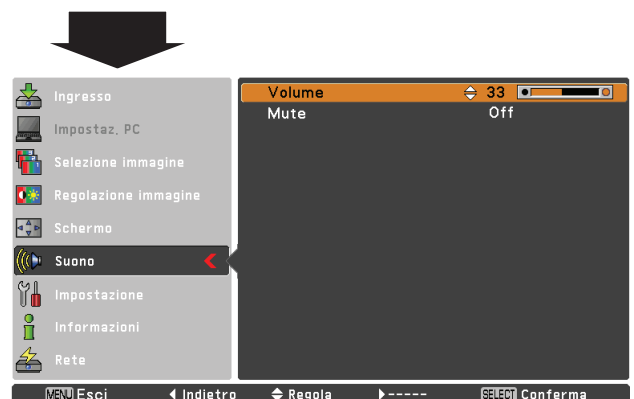 Ingresso
Impostaz. PC
Selezione immagine
Regolazione immagine
Schermo
Suono
Impostazione
Informazioni
Rete
Volume 33
Mute Off
MENU Esci Indietro Regola ----- SELECT Conferma